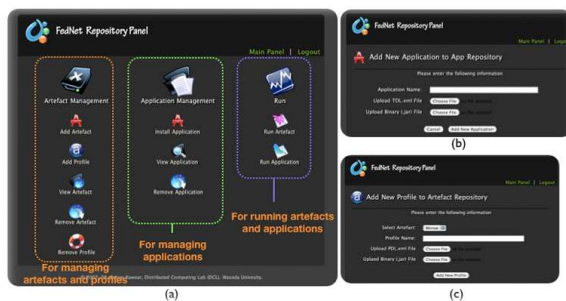 FedNet Repository Panel
Main Panel | Logout
Artefact Management
Add Artefact
Add Profile
View Artefact
Remove Artefact
Remove Profile
Application Management
Install Application
View Application
Remove Application
Run
Run Artefact
Run Application
For managing
artefacts and profiles
For managing
applications
For running artefacts
and applications
Distributed Computing Lab (DCL), Waseda University.
(a)
FedNet Repository Panel
Add New Application to App Repository
Please enter the following information
Application Name:
Upload TDL.xml File
Choose File
Upload Binary (.jar) File
Choose File
Cancel
Add New Application
(b)
FedNet Repository Panel
Main Panel | Logout
Add New Profile to Artefact Repository
Please enter the following information
Select Artefact:
Profile Name:
Upload PDL.xml File
Choose File
Upload Binary (.jar) File
Choose File
Add New Profile
(c)